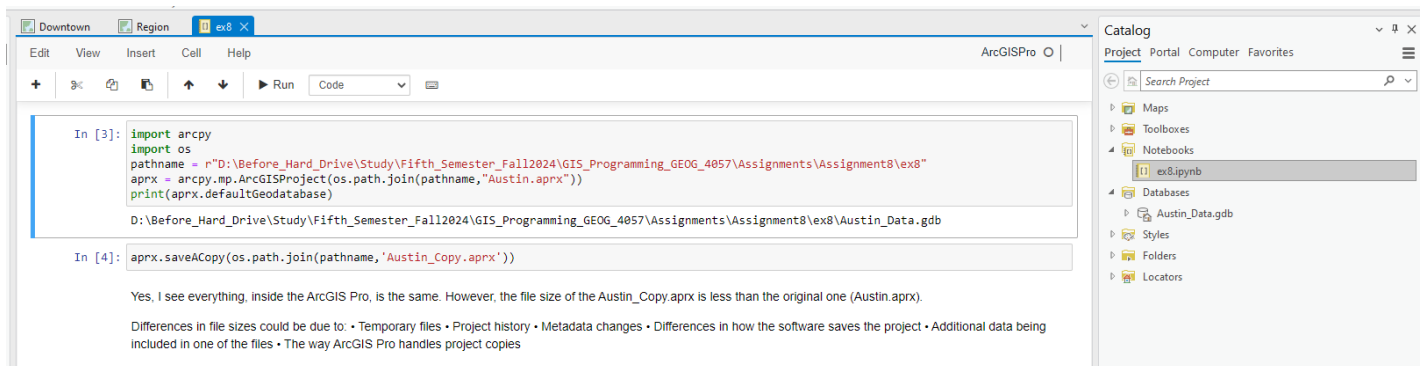 Downtown Region ex8
Edit View Insert Cell Help ArcGISPro
Run Code
In [3]: import arcpy
import os
pathname = r"D:\Before_Hard_Drive\Study\Fifth_Semester_Fall2024\GIS_Programming_GEOG_4057\Assignments\Assignment8\ex8"
aprx = arcpy.mp.ArcGISProject(os.path.join(pathname,"Austin.aprx"))
print(aprx.defaultGeodatabase)
D:\Before_Hard_Drive\Study\Fifth_Semester_Fall2024\GIS_Programming_GEOG_4057\Assignments\Assignment8\ex8\Austin_Data.gdb
In [4]: aprx.saveACopy(os.path.join(pathname,'Austin_Copy.aprx'))
Yes, I see everything, inside the ArcGIS Pro, is the same. However, the file size of the Austin_Copy.aprx is less than the original one (Austin.aprx).
Differences in file sizes could be due to: • Temporary files • Project history • Metadata changes • Differences in how the software saves the project • Additional data being
included in one of the files • The way ArcGIS Pro handles project copies
Catalog
Project Portal Computer Favorites
Search Project
Maps
Toolboxes
Notebooks
ex8.ipynb
Databases
Austin_Data.gdb
Styles
Folders
Locators